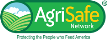 AgriSafe
Network
Protecting the People who Feed America